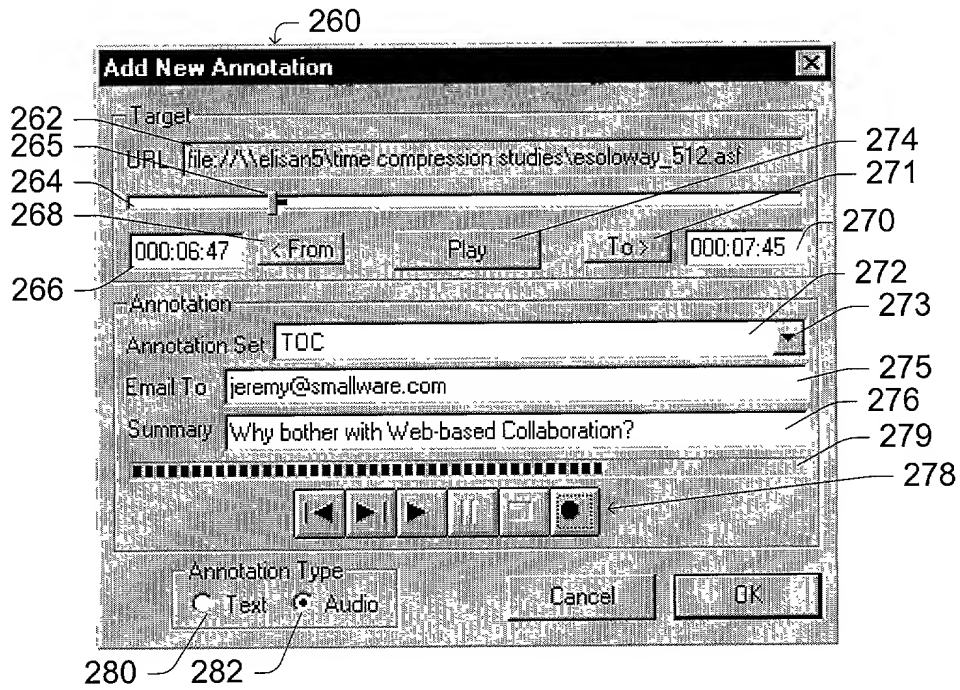 260
Add New Annotation
262
Target
265
URL file://\\elisan5\time compression studies\esoloway_512.asf
274
264
271
268
000:06:47 < From Play To > 000:07:45
270
266
272
Annotation
273
Annotation Set TOC
Email To jeremy@smallware.com
275
276
Summary Why bother with Web-based Collaboration?
279
278
Annotation Type
Text Audio Cancel OK
280 282